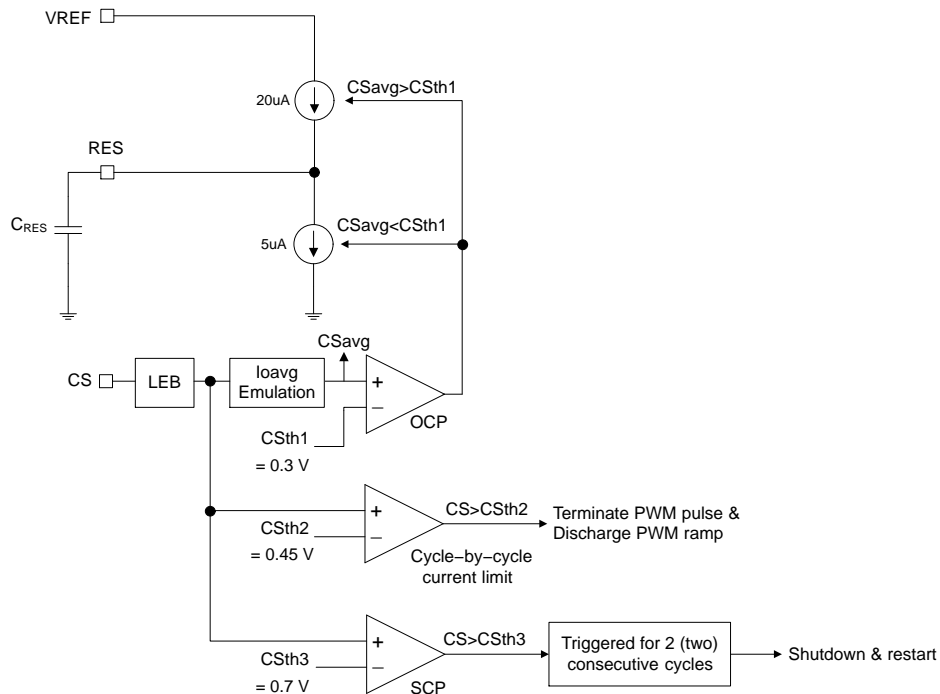 VREF
CSavg>CSth1
20uA
RES
CRES
CSavg<CSth1
5uA
CSavg
CS
LEB
Ioavg
Emulation
+
−
OCP
CSth1
= 0.3 V
+
−
CS>CSth2
Terminate PWM pulse &
Discharge PWM ramp
CSth2
= 0.45 V
Cycle−by−cycle
current limit
+
−
CS>CSth3
Triggered for 2 (two)
consecutive cycles
Shutdown & restart
CSth3
= 0.7 V
SCP